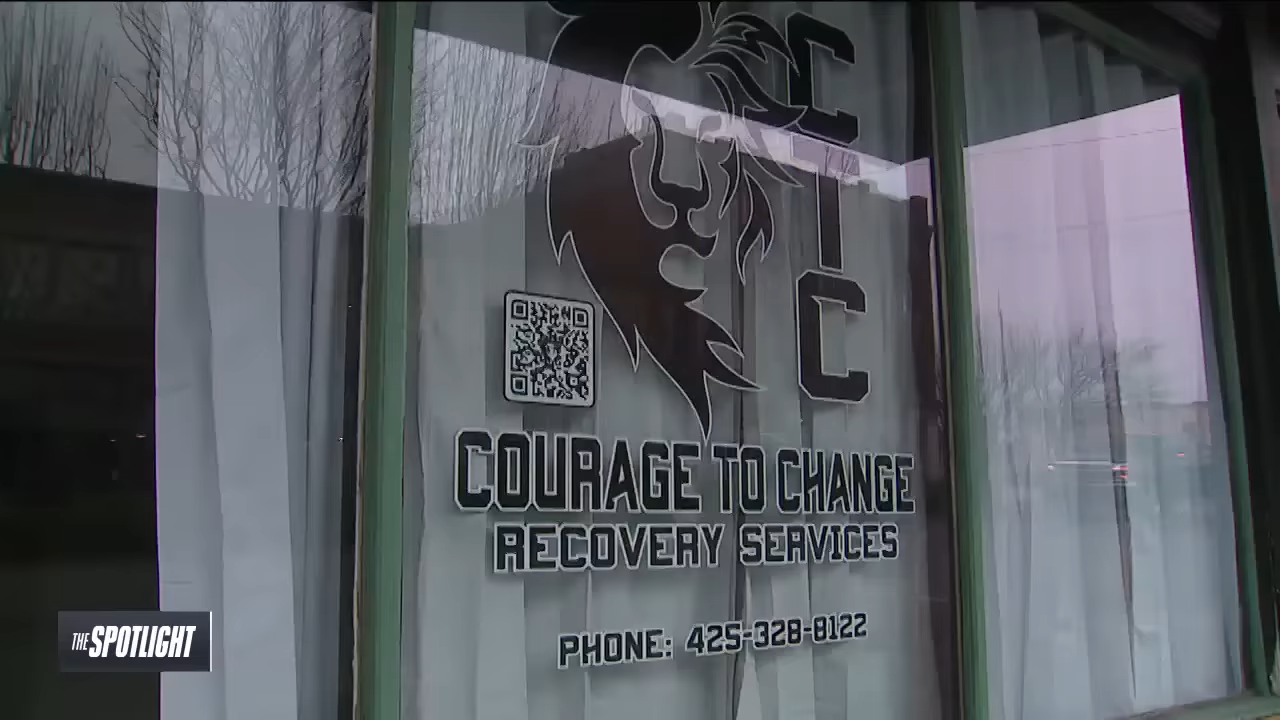 C
T
C
COURAGE TO CHANGE
RECOVERY SERVICES
PHONE: 425-328-8122
THE SPOTLIGHT